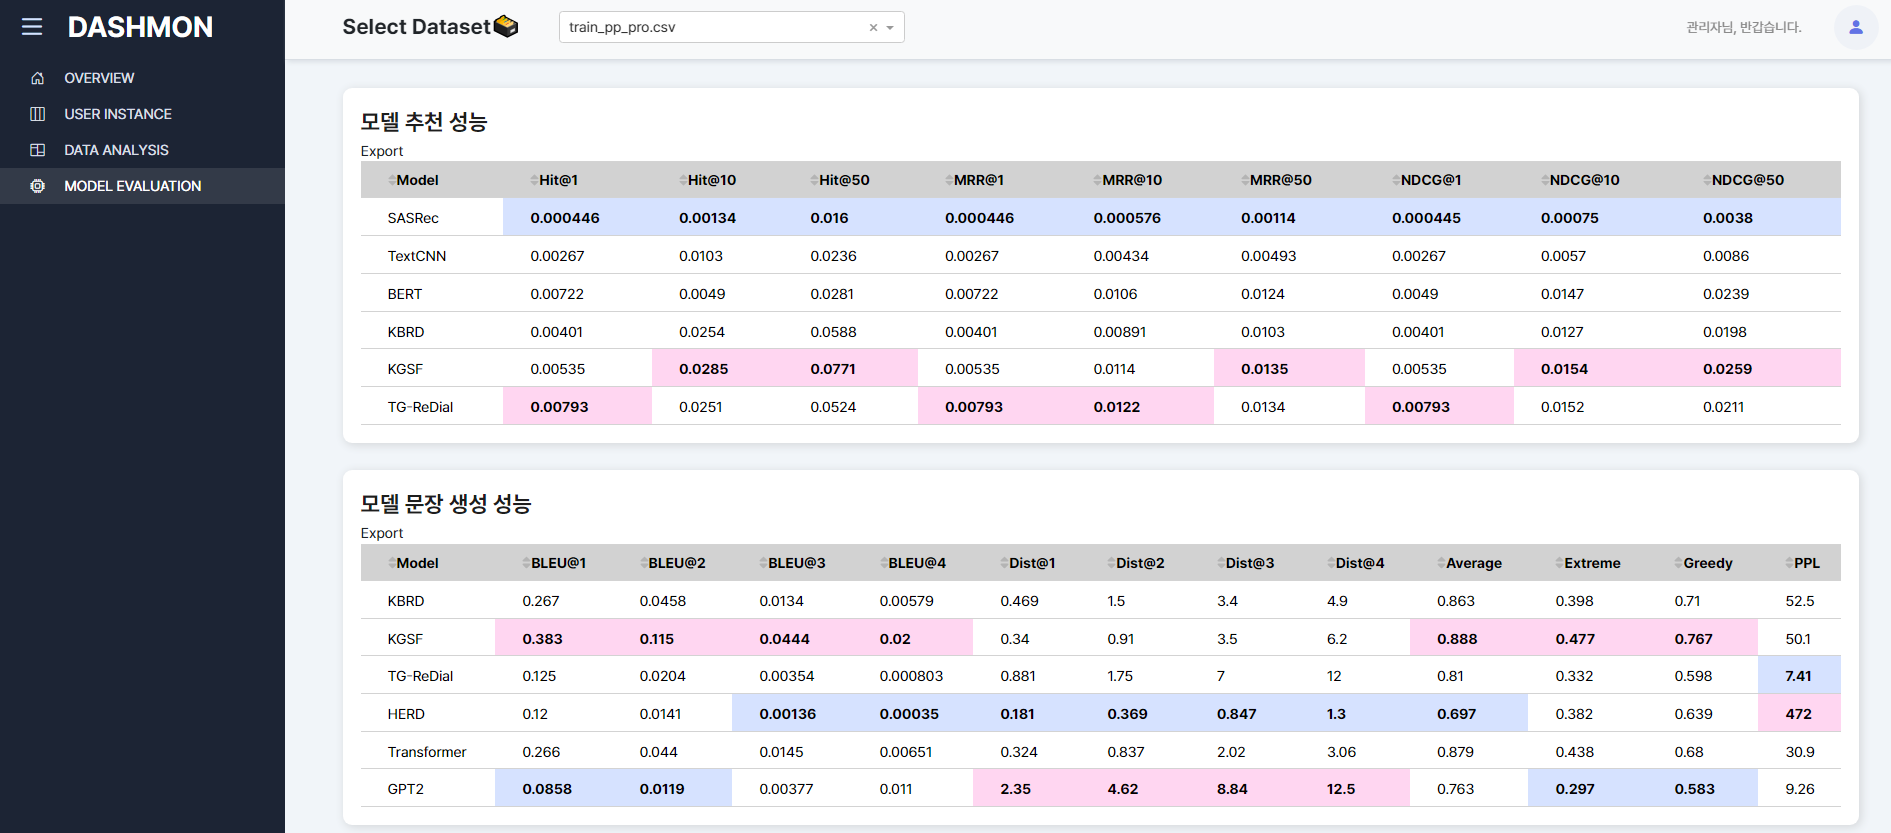 DASHMON
OVERVIEW
USER INSTANCE
DATA ANALYSIS
MODEL EVALUATION
Select Dataset
train_pp_pro.csv
관리자님, 반갑습니다.
모델 추천 성능
Export
Model Hit@1 Hit@10 Hit@50 MRR@1 MRR@10 MRR@50 NDCG@1 NDCG@10 NDCG@50
SASRec 0.000446 0.00134 0.016 0.000446 0.000576 0.00114 0.000445 0.00075 0.0038
TextCNN 0.00267 0.0103 0.0236 0.00267 0.00434 0.00493 0.00267 0.0057 0.0086
BERT 0.00722 0.0049 0.0281 0.00722 0.0106 0.0124 0.0049 0.0147 0.0239
KBRD 0.00401 0.0254 0.0588 0.00401 0.00891 0.0103 0.00401 0.0127 0.0198
KGSF 0.00535 0.0285 0.0771 0.00535 0.0114 0.0135 0.00535 0.0154 0.0259
TG-ReDial 0.00793 0.0251 0.0524 0.00793 0.0122 0.0134 0.00793 0.0152 0.0211
모델 문장 생성 성능
Export
Model BLEU@1 BLEU@2 BLEU@3 BLEU@4 Dist@1 Dist@2 Dist@3 Dist@4 Average Extreme Greedy PPL
KBRD 0.267 0.0458 0.0134 0.00579 0.469 1.5 3.4 4.9 0.863 0.398 0.71 52.5
KGSF 0.383 0.115 0.0444 0.02 0.34 0.91 3.5 6.2 0.888 0.477 0.767 50.1
TG-ReDial 0.125 0.0204 0.00354 0.000803 0.881 1.75 7 12 0.81 0.332 0.598 7.41
HERD 0.12 0.0141 0.00136 0.00035 0.181 0.369 0.847 1.3 0.697 0.382 0.639 472
Transformer 0.266 0.044 0.0145 0.00651 0.324 0.837 2.02 3.06 0.879 0.438 0.68 30.9
GPT2 0.0858 0.0119 0.00377 0.011 2.35 4.62 8.84 12.5 0.763 0.297 0.583 9.26